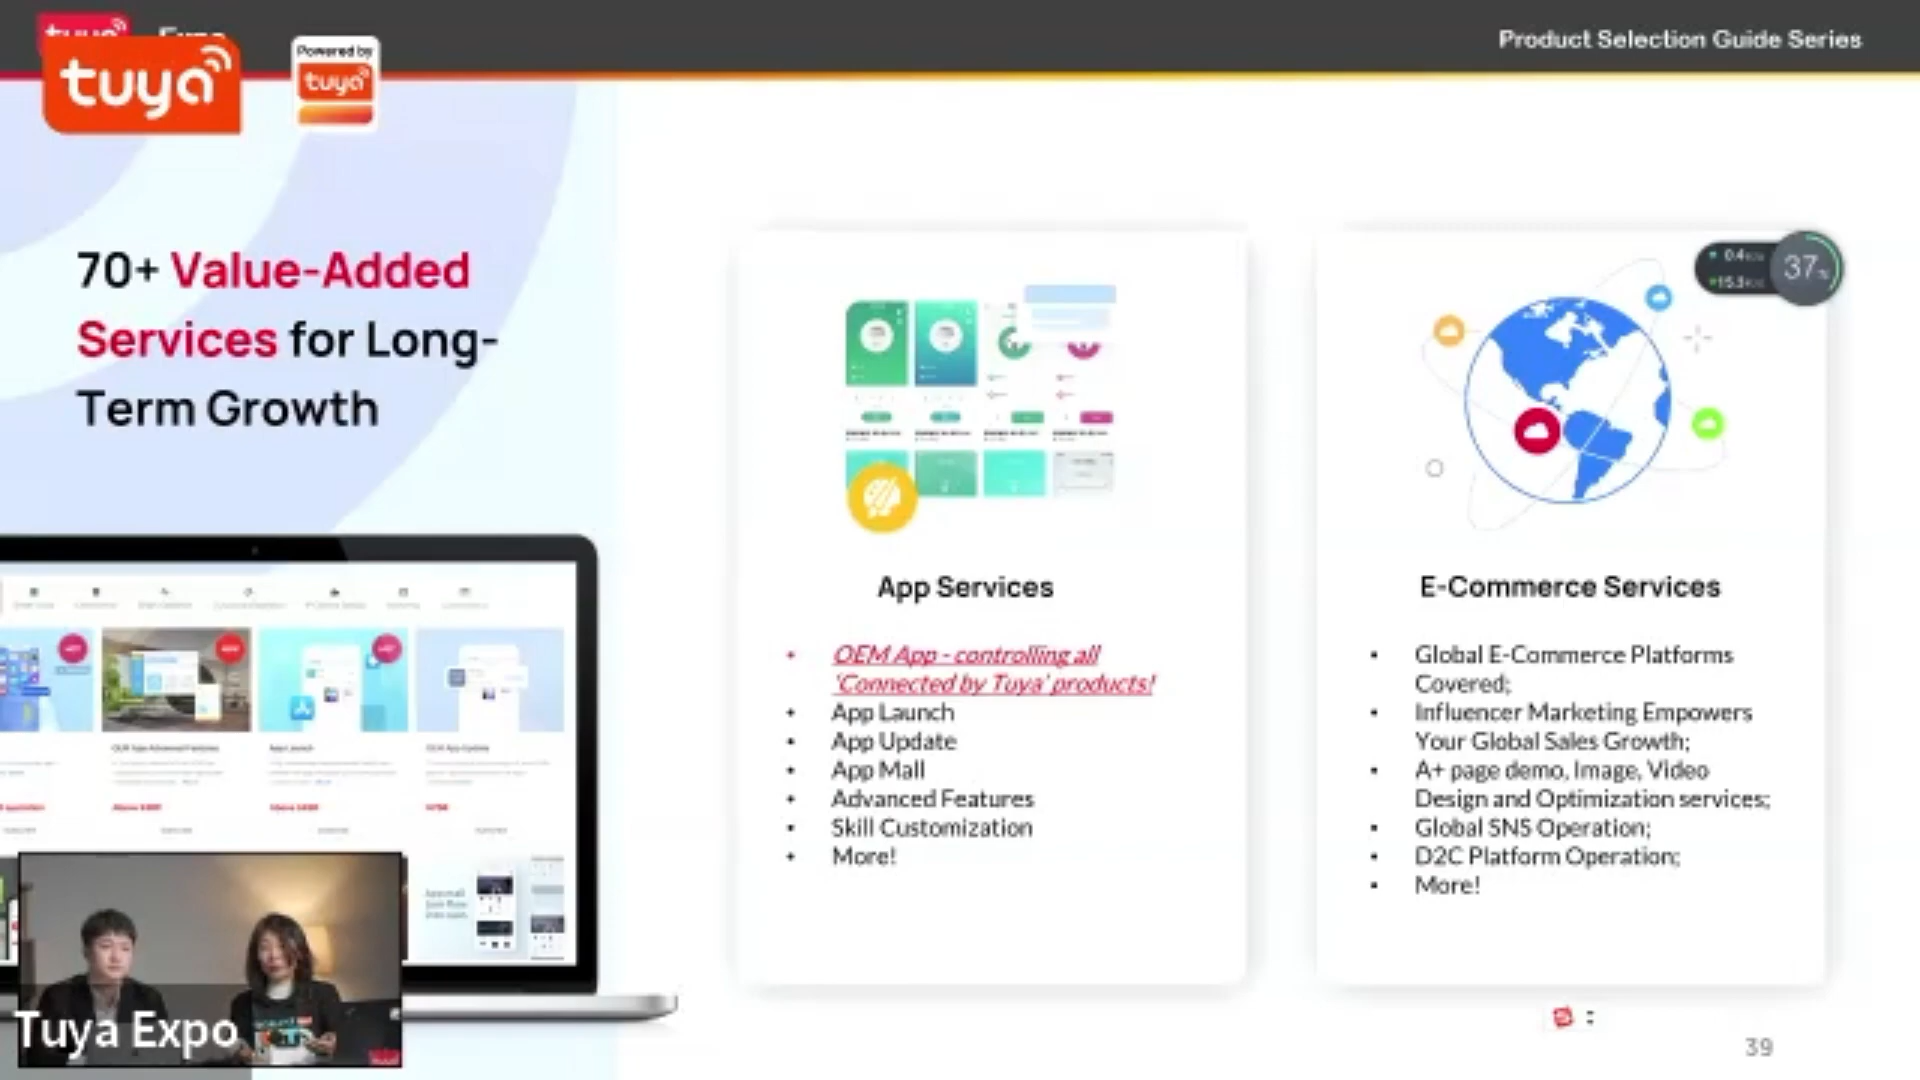 Product Selection Guide Series
tuya
Powered by
tuya
70+ Value-Added
Services for Long-
Term Growth
37
App Services
E-Commerce Services
• OEM App - controlling all
'Connected by Tuya' products!
• App Launch
• App Update
• App Mall
• Advanced Features
• Skill Customization
• More!
• Global E-Commerce Platforms
Covered;
• Influencer Marketing Empowers
Your Global Sales Growth;
• A+ page demo, Image, Video
Design and Optimization services;
• Global SNS Operation;
• D2C Platform Operation;
• More!
Tuya Expo
39